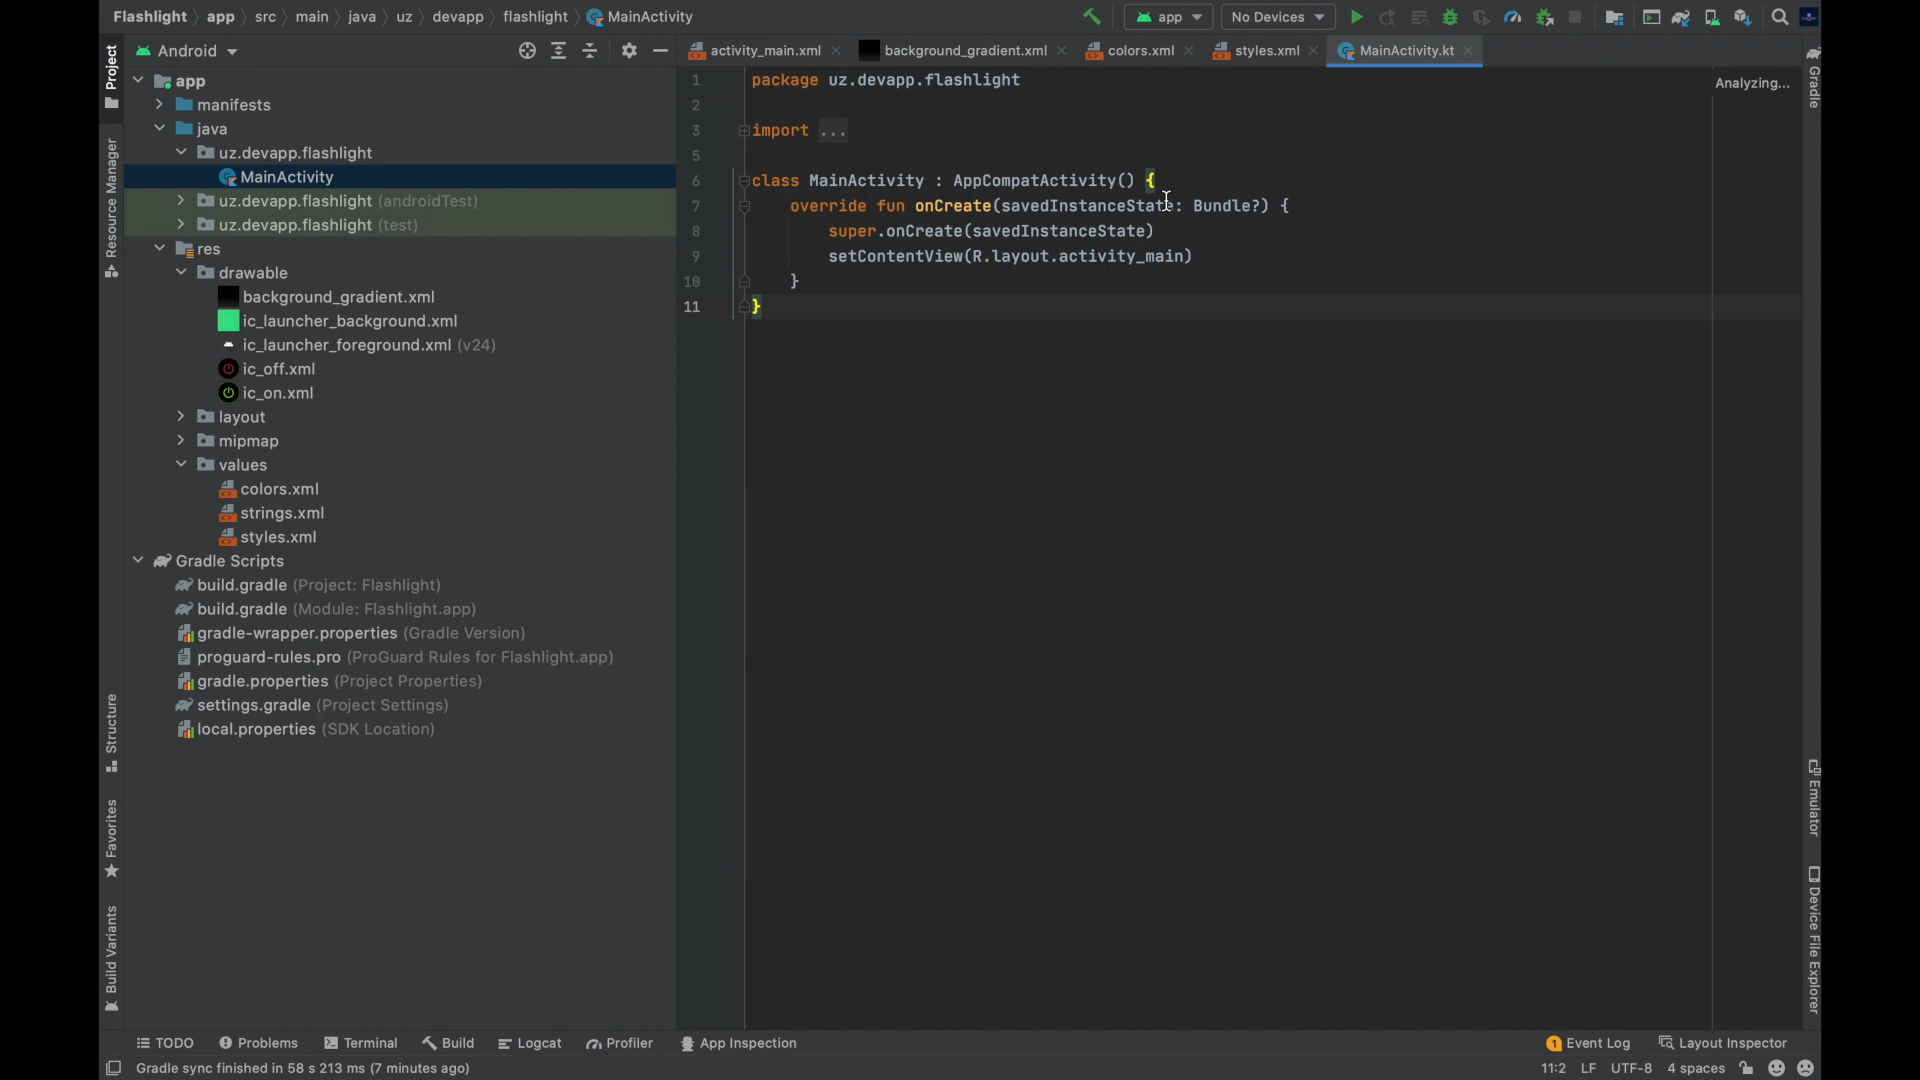 Flashlight app src main java uz devapp flashlight MainActivity app No Devices
Project
Android
activity_main.xml background_gradient.xml colors.xml styles.xml MainActivity.kt
app
manifests
java
uz.devapp.flashlight
MainActivity
uz.devapp.flashlight (androidTest)
uz.devapp.flashlight (test)
res
drawable
background_gradient.xml
ic_launcher_background.xml
ic_launcher_foreground.xml (v24)
ic_off.xml
ic_on.xml
layout
mipmap
values
colors.xml
strings.xml
styles.xml
Gradle Scripts
build.gradle (Project: Flashlight)
build.gradle (Module: Flashlight.app)
gradle-wrapper.properties (Gradle Version)
proguard-rules.pro (ProGuard Rules for Flashlight.app)
gradle.properties (Project Properties)
settings.gradle (Project Settings)
local.properties (SDK Location)
Resource Manager
Structure
Favorites
Build Variants
1 package uz.devapp.flashlight
2
3 import ...
5
6 class MainActivity : AppCompatActivity() {
7 override fun onCreate(savedInstanceState: Bundle?) {
8 super.onCreate(savedInstanceState)
9 setContentView(R.layout.activity_main)
10 }
11 }
Analyzing...
Gradle
Emulator
Device File Explorer
TODO Problems Terminal Build Logcat Profiler App Inspection 1 Event Log Layout Inspector
Gradle sync finished in 58 s 213 ms (7 minutes ago) 11:2 LF UTF-8 4 spaces